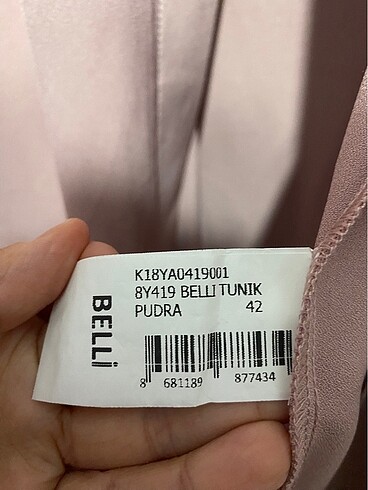 K18YA0419001
8Y419 BELLİ TUNIK
PUDRA 42
BELLİ
8 681189 877434